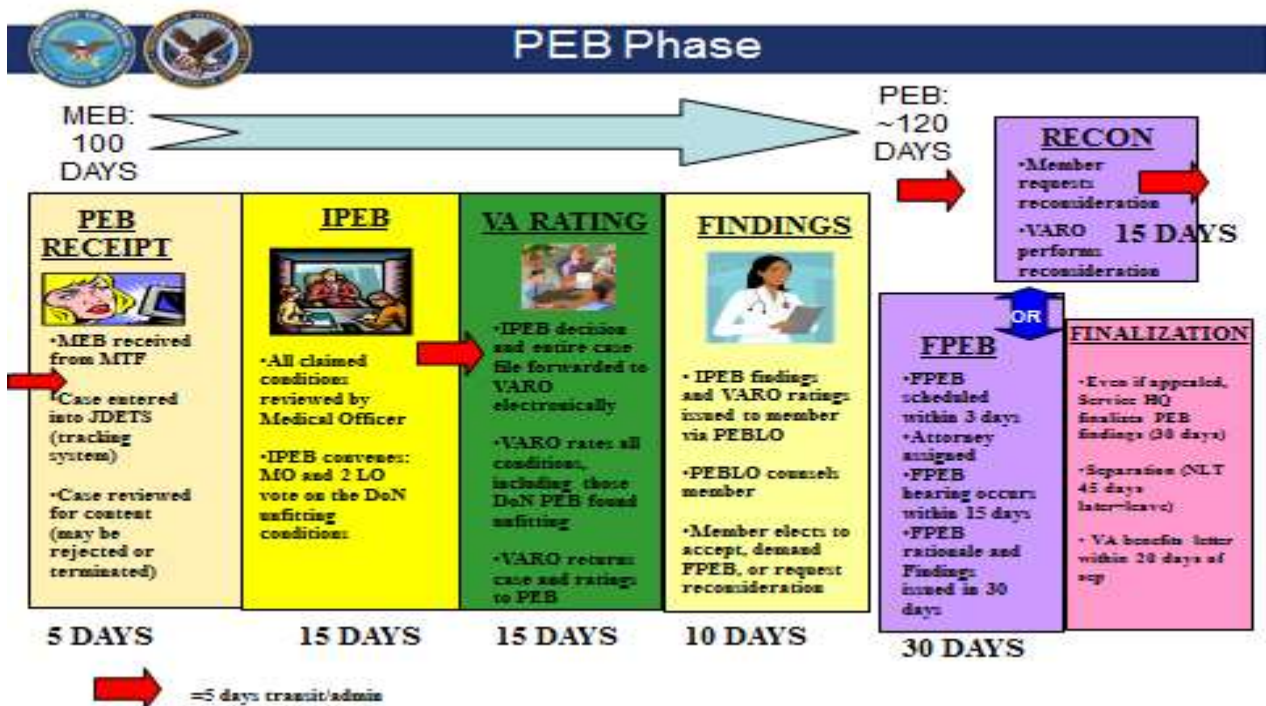 PEB Phase
MEB:
100
DAYS
PEB:
~120
DAYS
PEB
RECEIPT
•MEB received
from MTF
•Case entered
into JDETS
(tracking
system)
•Case reviewed
for content
(may be
rejected or
terminated)
5 DAYS
IPEB
•All claimed
conditions
reviewed by
Medical Officer
•IPEB convenes:
MO and 2 LO
vote on the DoN
unfitting
conditions
15 DAYS
VA RATING
•IPEB decision
and entire case
file forwarded to
VARO
electronically
•VARO rates all
conditions,
including those
DoN PEB found
unfitting
•VARO returns
case and ratings
to PEB
15 DAYS
FINDINGS
• IPEB findings
and VARO ratings
issued to member
via PEBLO
•PEBLO counsels
member
•Member elects to
accept, demand
FPEB, or request
reconsideration
10 DAYS
RECON
•Member
requests
reconsideration
•VARO
performs
reconsideration
15 DAYS
OR
FPEB
•FPEB
scheduled
within 3 days
•Attorney
assigned
•FPEB
hearing occurs
within 15 days
•FPEB
rationale and
Findings
issued in 30
days
30 DAYS
FINALIZATION
•Even if appealed,
Service HQ
finalizes PEB
findings (30 days)
•Separation (NLT
45 days
later+leave)
• VA benefits letter
within 20 days of
sep
=5 days transit/admin